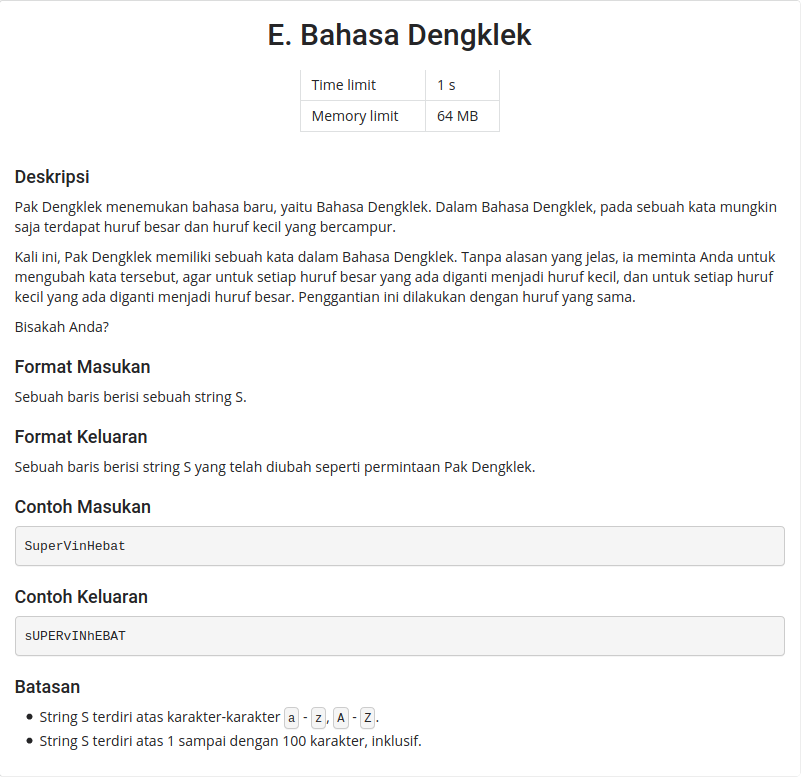 E. Bahasa Dengklek
Time limit 1 s
Memory limit 64 MB
Deskripsi
Pak Dengklek menemukan bahasa baru, yaitu Bahasa Dengklek. Dalam Bahasa Dengklek, pada sebuah kata mungkin
saja terdapat huruf besar dan huruf kecil yang bercampur.
Kali ini, Pak Dengklek memiliki sebuah kata dalam Bahasa Dengklek. Tanpa alasan yang jelas, ia meminta Anda untuk
mengubah kata tersebut, agar untuk setiap huruf besar yang ada diganti menjadi huruf kecil, dan untuk setiap huruf
kecil yang ada diganti menjadi huruf besar. Penggantian ini dilakukan dengan huruf yang sama.
Bisakah Anda?
Format Masukan
Sebuah baris berisi sebuah string S.
Format Keluaran
Sebuah baris berisi string S yang telah diubah seperti permintaan Pak Dengklek.
Contoh Masukan
SuperVinHebat
Contoh Keluaran
sUPERvINhEBAT
Batasan
• String S terdiri atas karakter-karakter a - z, A - Z.
• String S terdiri atas 1 sampai dengan 100 karakter, inklusif.